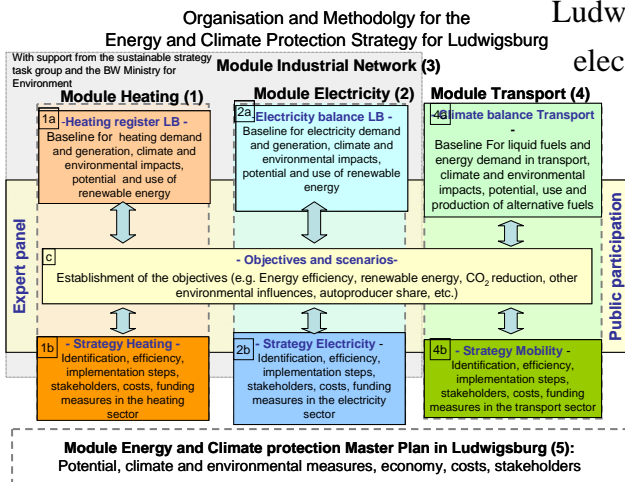 Organisation and Methodolgy for the
Energy and Climate Protection Strategy for Ludwigsburg
Ludw
elec
With support from the sustainable strategy
task group and the BW Ministry for
Environment
Module Industrial Network (3)
Module Heating (1)
Module Electricity (2)
Module Transport (4)
1a
-Heating register LB -
Baseline for heating demand
and generation, climate and
environmental impacts,
potential and use of
renewable energy
2a
Electricity balance LB -
Baseline for electricity demand
and generation, climate and
environmental impacts,
potential and use of renewable
energy
4a
Climate balance Transport
-
Baseline For liquid fuels and
energy demand in transport,
climate and environmental
impacts, potential, use and
production of alternative fuels
Expert panel
Public participation
c
- Objectives and scenarios-
Establishment of the objectives (e.g. Energy efficiency, renewable energy, CO2 reduction, other
environmental influences, autoproducer share, etc.)
1b
- Strategy Heating -
Identification, efficiency,
implementation steps,
stakeholders, costs, funding
measures in the heating
sector
2b
- Strategy Electricity -
Identification, efficiency,
implementation steps,
stakeholders, costs, funding
measures in the electricity
sector
4b
- Strategy Mobility -
Identification, efficiency,
implementation steps,
stakeholders, costs, funding
measures in the transport sector
Module Energy and Climate protection Master Plan in Ludwigsburg (5):
Potential, climate and environmental measures, economy, costs, stakeholders